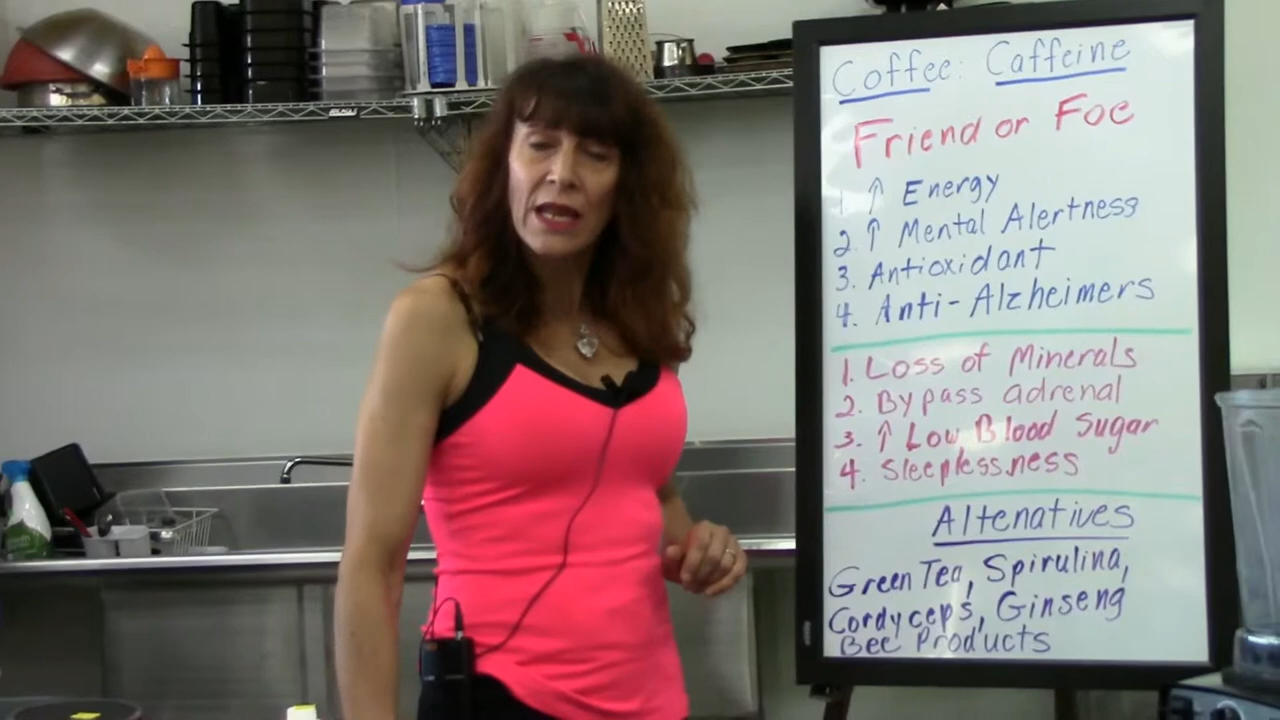 Coffee: Caffeine
Friend or Foe
1 ↑ Energy
2. ↑ Mental Alertness
3. Antioxidant
4. Anti-Alzheimers
1. Loss of Minerals
2. Bypass adrenal
3. ↑ Low Blood Sugar
4. Sleeplessness
Altenatives
Green Tea, Spirulina,
Cordyceps, Ginseng
Bee Products